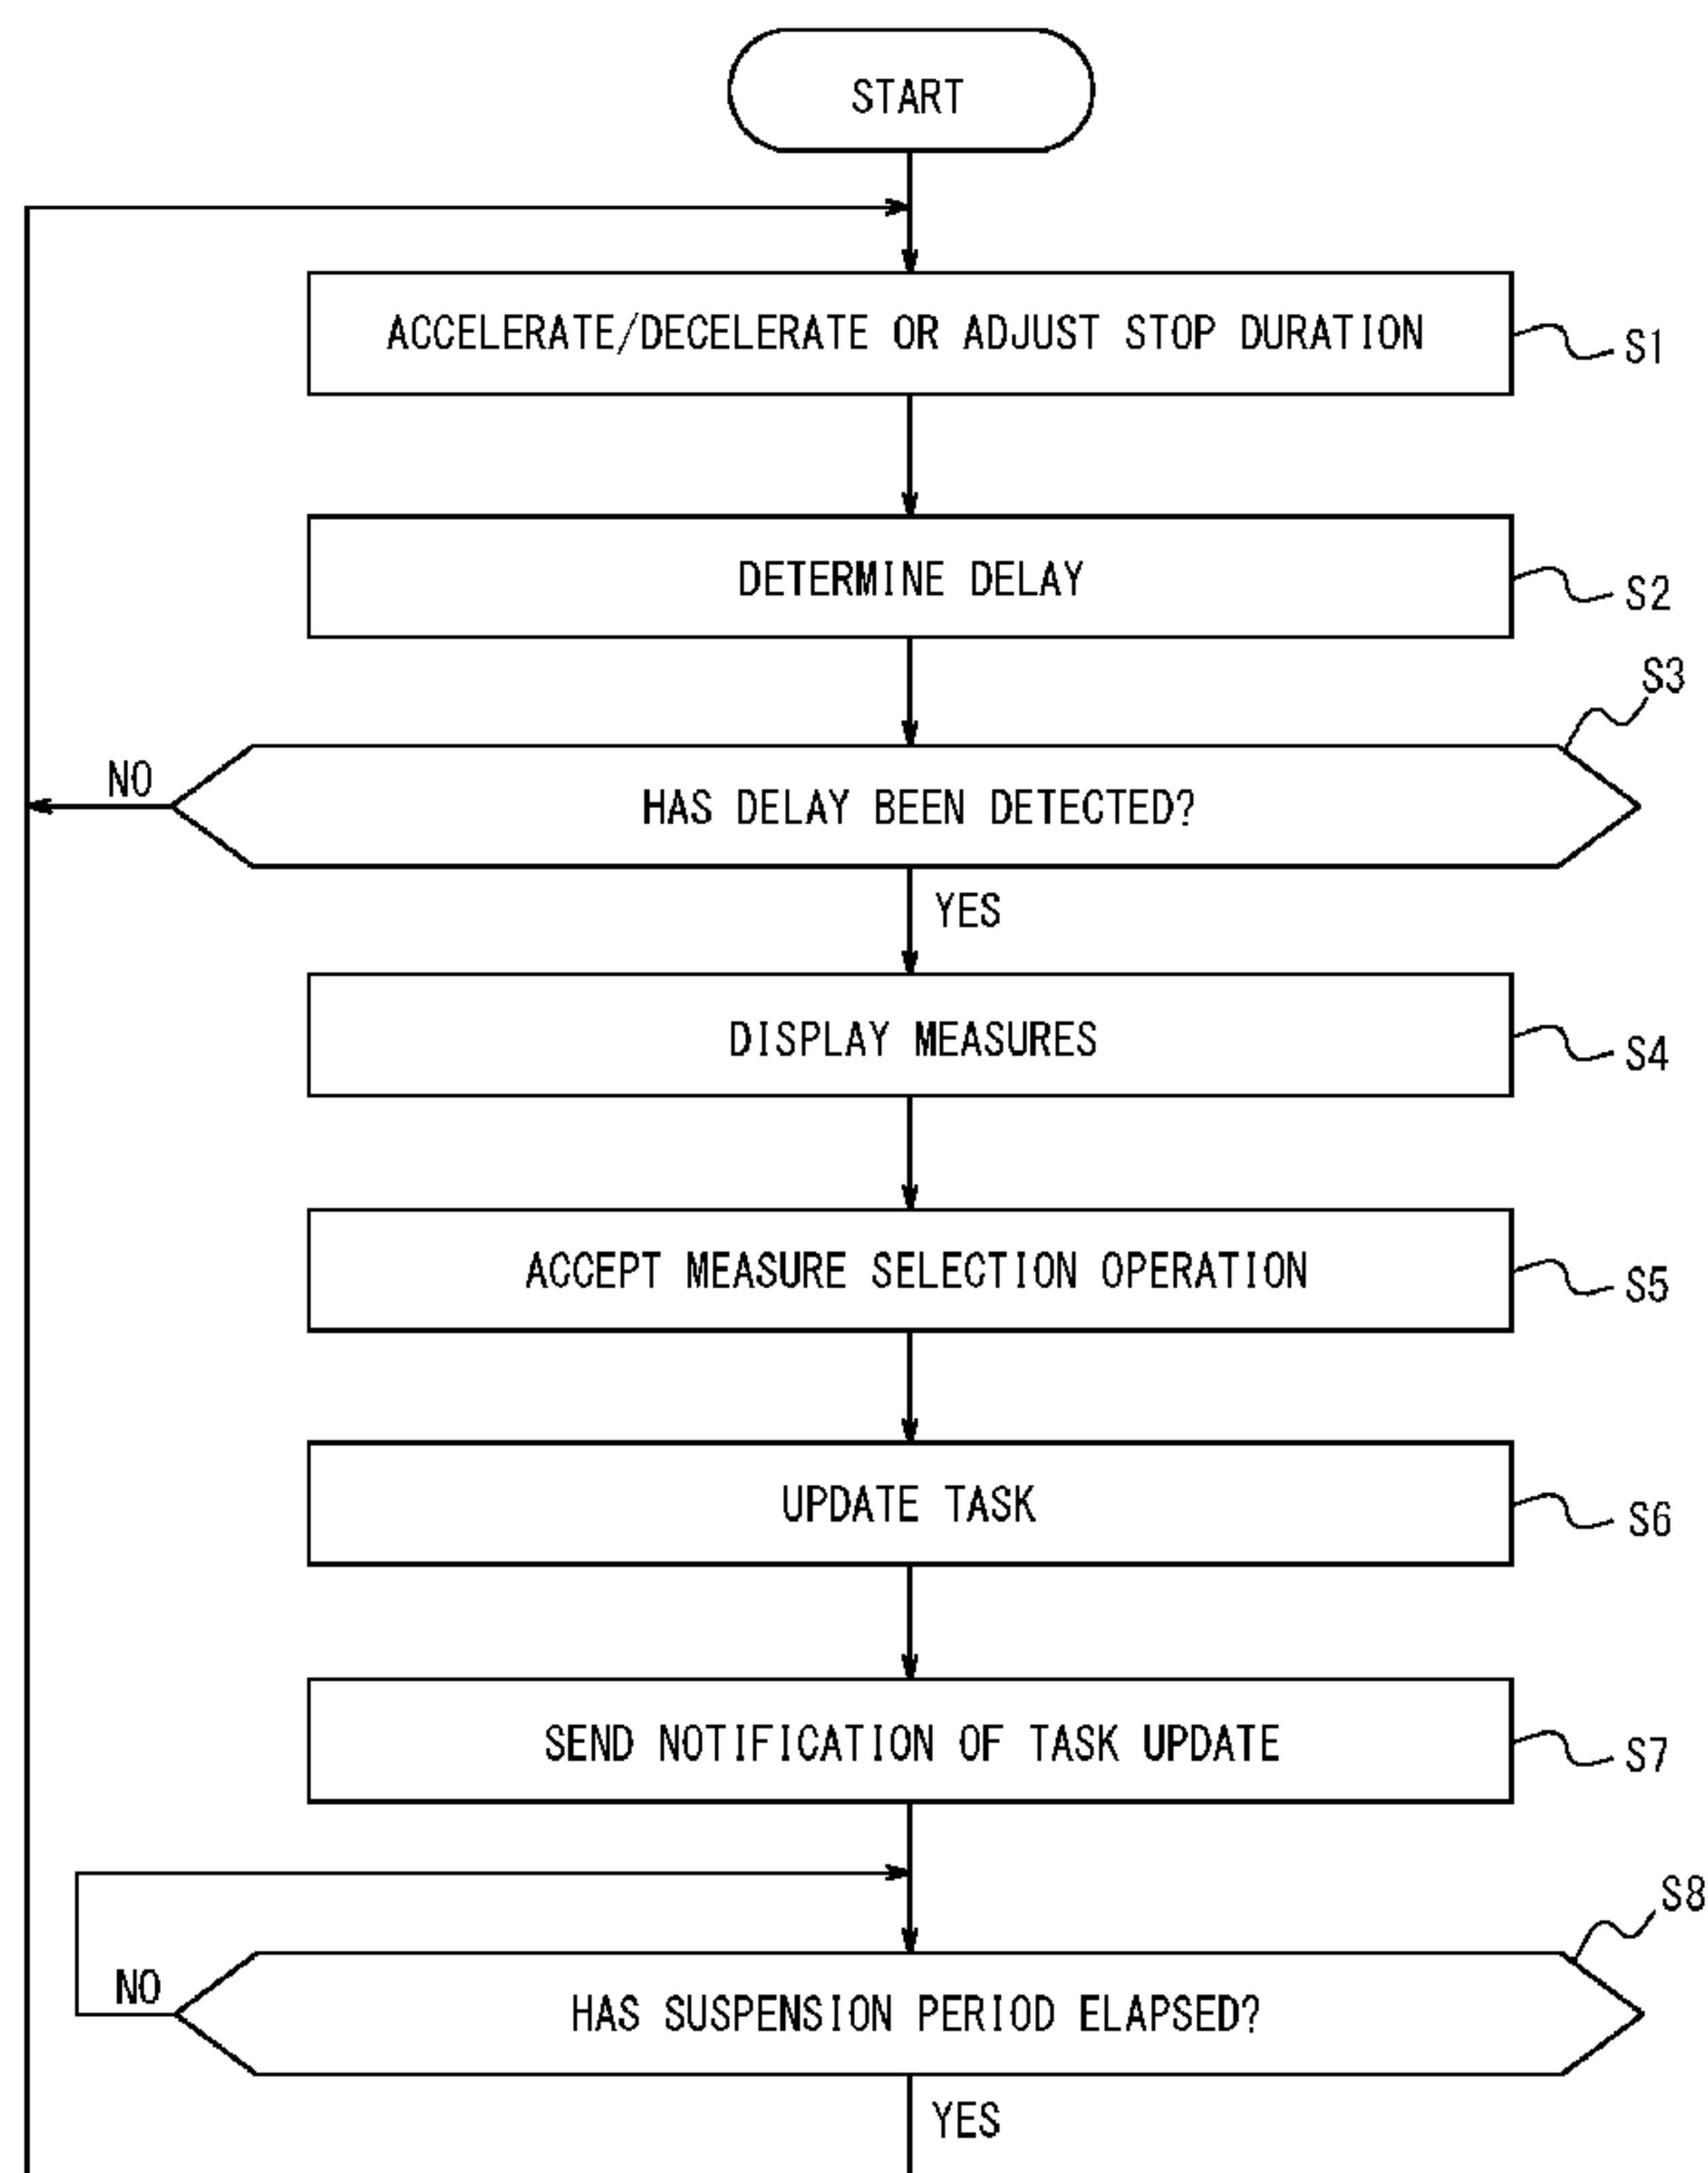 START
ACCELERATE/DECELERATE OR ADJUST STOP DURATION
S1
DETERMINE DELAY
S2
S3
NO
HAS DELAY BEEN DETECTED?
YES
DISPLAY MEASURES
S4
ACCEPT MEASURE SELECTION OPERATION
S5
UPDATE TASK
S6
SEND NOTIFICATION OF TASK UPDATE
S7
S8
NO
HAS SUSPENSION PERIOD ELAPSED?
YES